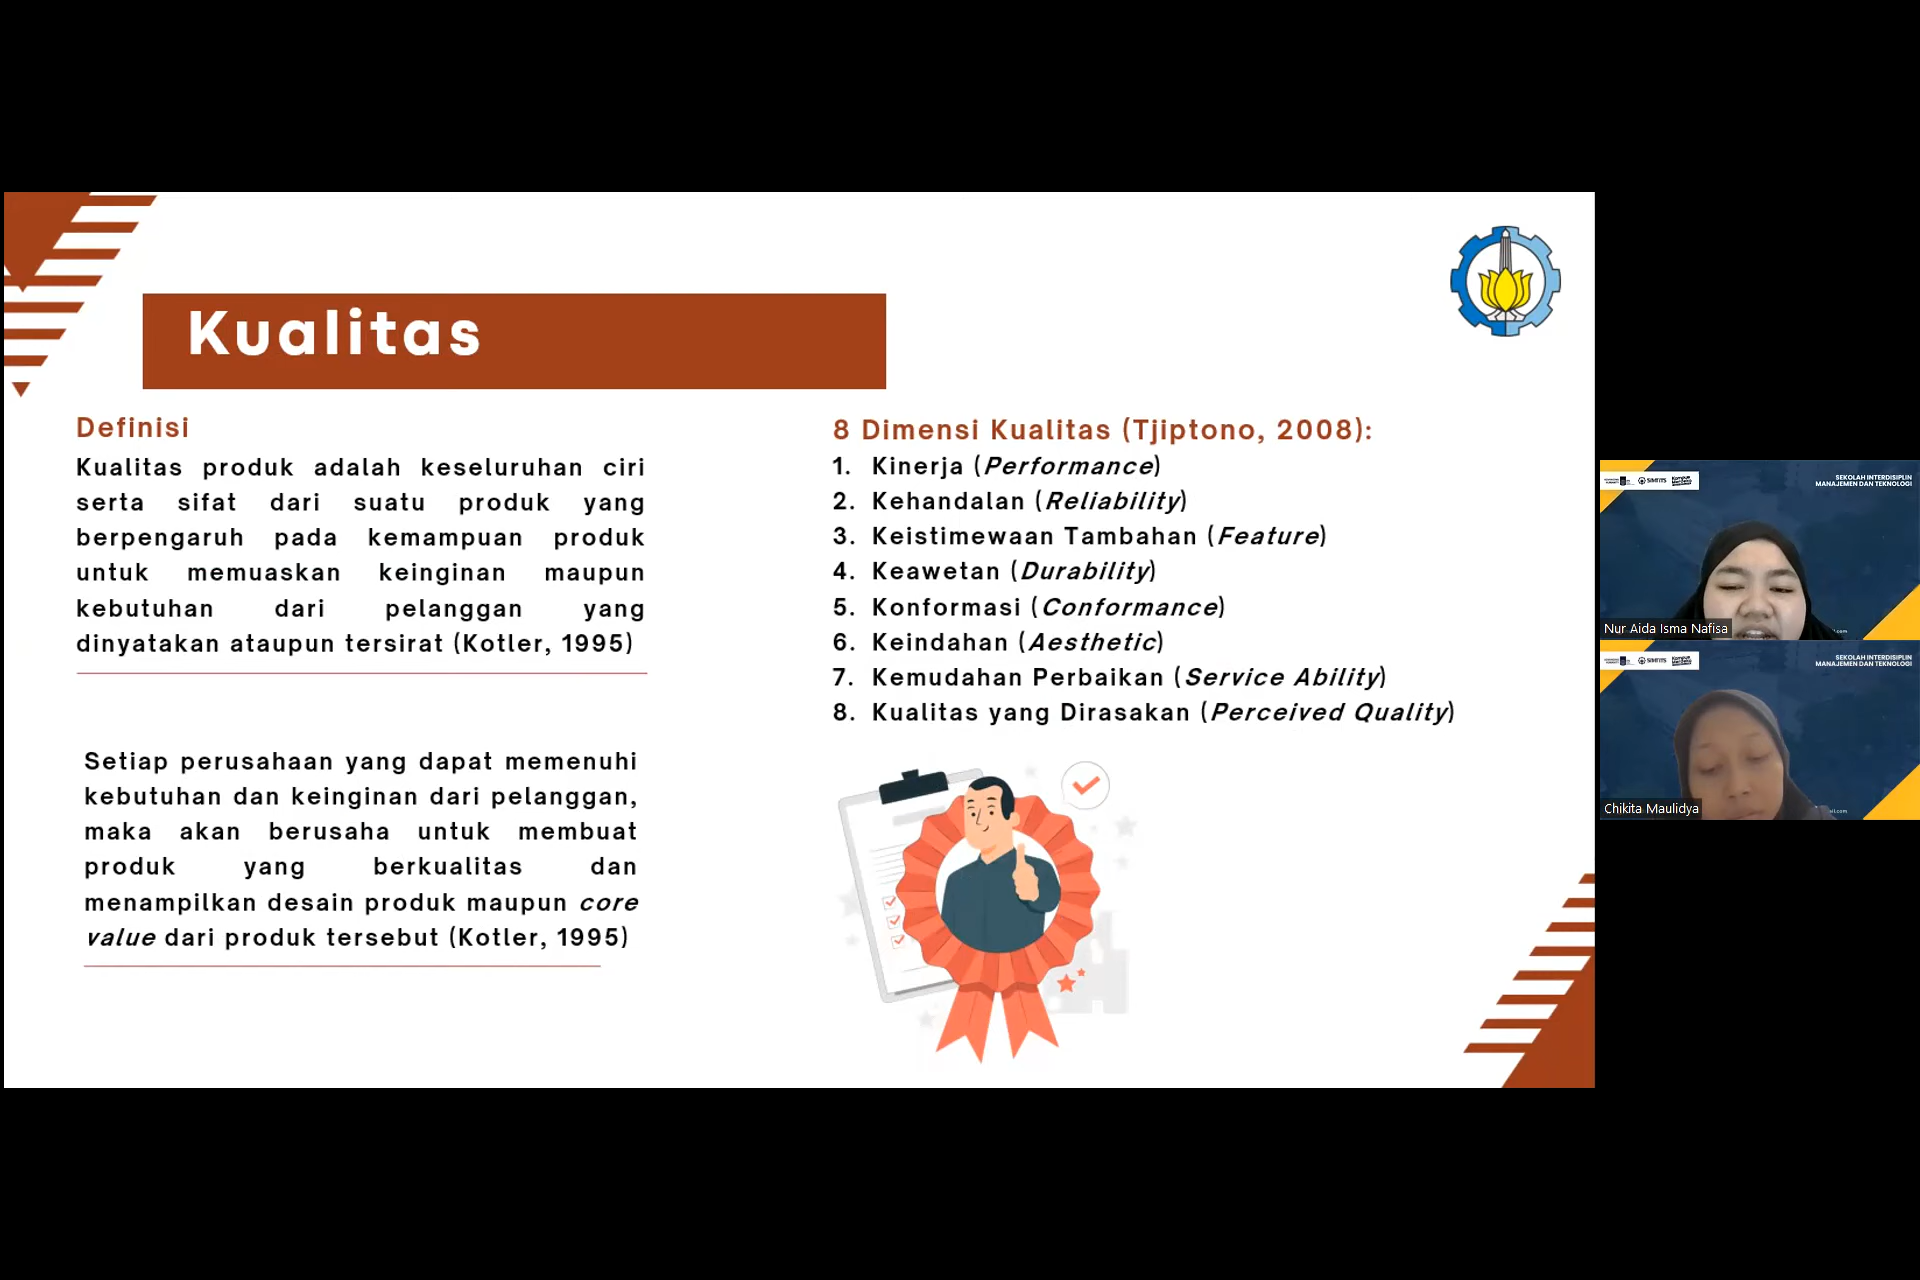 Kualitas
Definisi
Kualitas produk adalah keseluruhan ciri
serta sifat dari suatu produk yang
berpengaruh pada kemampuan produk
untuk memuaskan keinginan maupun
kebutuhan dari pelanggan yang
dinyatakan ataupun tersirat (Kotler, 1995)
Setiap perusahaan yang dapat memenuhi
kebutuhan dan keinginan dari pelanggan,
maka akan berusaha untuk membuat
produk yang berkualitas dan
menampilkan desain produk maupun core
value dari produk tersebut (Kotler, 1995)
8 Dimensi Kualitas (Tjiptono, 2008):
1. Kinerja (Performance)
2. Kehandalan (Reliability)
3. Keistimewaan Tambahan (Feature)
4. Keawetan (Durability)
5. Konformasi (Conformance)
6. Keindahan (Aesthetic)
7. Kemudahan Perbaikan (Service Ability)
8. Kualitas yang Dirasakan (Perceived Quality)
SEKOLAH INTERDISIPLIN
MANAJEMEN DAN TEKNOLOGI
Nur Aida Isma Nafisa
SEKOLAH INTERDISIPLIN
MANAJEMEN DAN TEKNOLOGI
Chikita Maulidya